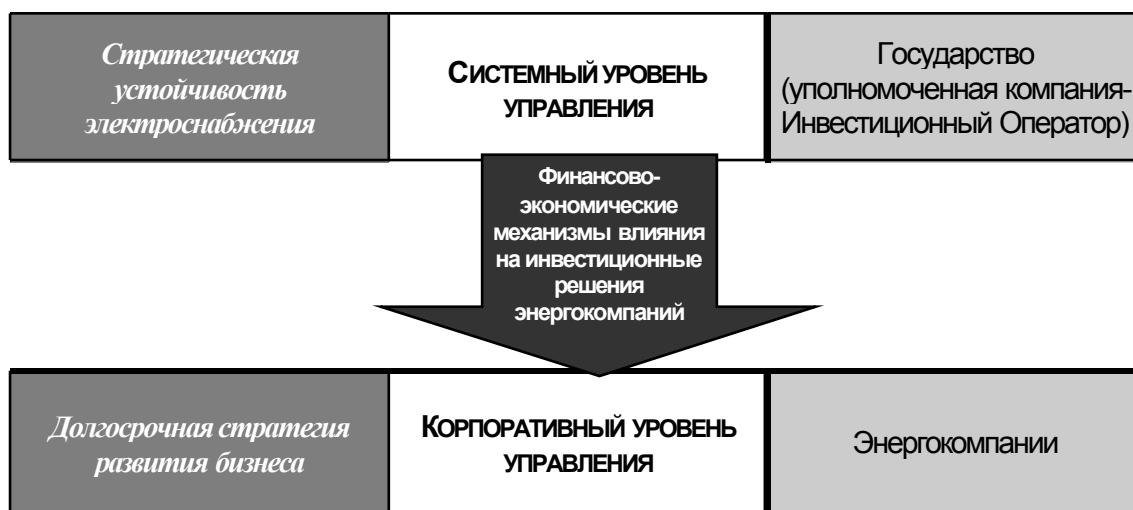 Стратегическая
устойчивость
электроснабжения
СИСТЕМНЫЙ УРОВЕНЬ
УПРАВЛЕНИЯ
Государство
(уполномоченная компания-
Инвестиционный Оператор)
Финансово-
экономические
механизмы влияния
на инвестиционные
решения
энергокомпаний
Долгосрочная стратегия
развития бизнеса
КОРПОРАТИВНЫЙ УРОВЕНЬ
УПРАВЛЕНИЯ
Энергокомпании